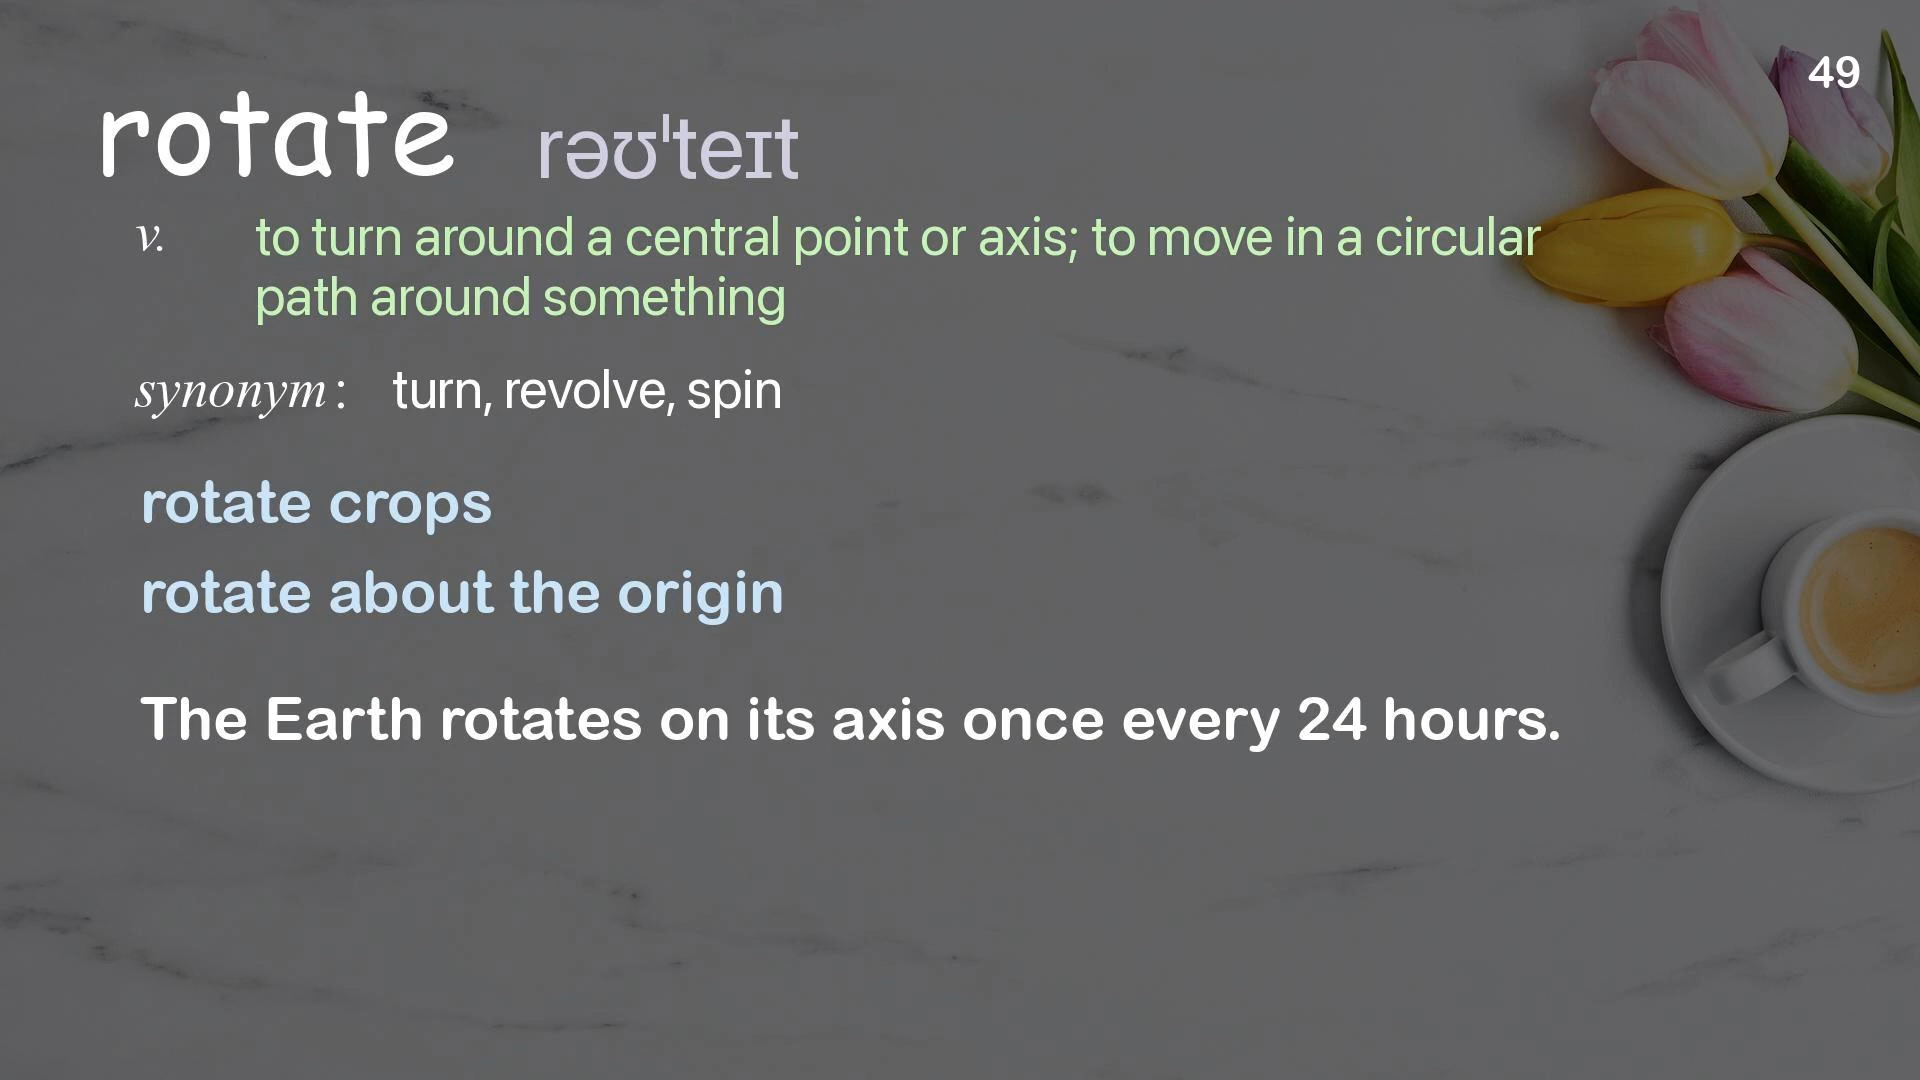 49
rotate rəʊˈteɪt
v. to turn around a central point or axis; to move in a circular
path around something
synonym: turn, revolve, spin
rotate crops
rotate about the origin
The Earth rotates on its axis once every 24 hours.